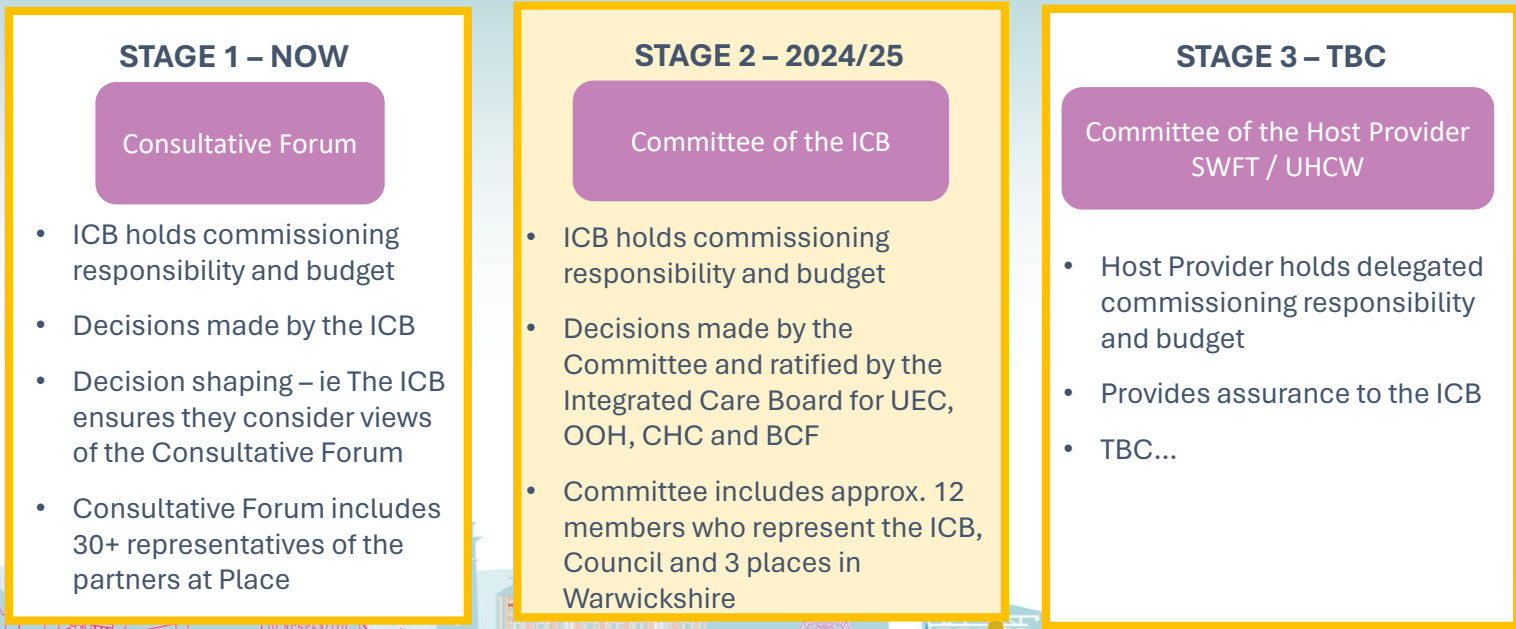 STAGE 1 – NOW
Consultative Forum
• ICB holds commissioning
responsibility and budget
• Decisions made by the ICB
• Decision shaping – ie The ICB
ensures they consider views
of the Consultative Forum
• Consultative Forum includes
30+ representatives of the
partners at Place
STAGE 2 – 2024/25
Committee of the ICB
• ICB holds commissioning
responsibility and budget
• Decisions made by the
Committee and ratified by the
Integrated Care Board for UEC,
OOH, CHC and BCF
• Committee includes approx. 12
members who represent the ICB,
Council and 3 places in
Warwickshire
STAGE 3 – TBC
Committee of the Host Provider
SWFT / UHCW
• Host Provider holds delegated
commissioning responsibility
and budget
• Provides assurance to the ICB
• TBC...